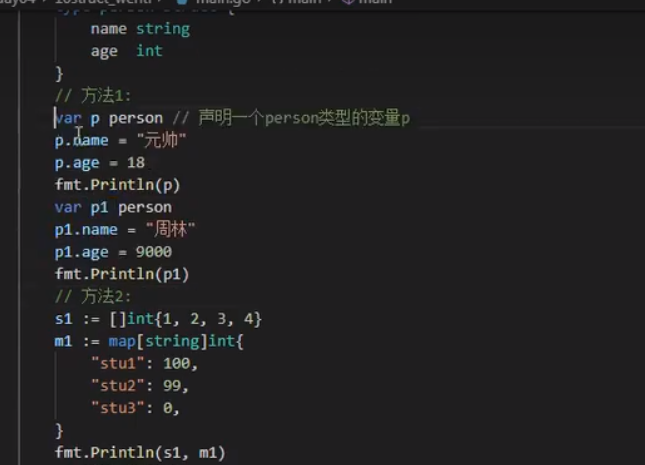 main.go
main
name string
age  int
}
// 方法1:
var p person // 声明一个person类型的变量p
p.name = "元帅"
p.age = 18
fmt.Println(p)
var p1 person
p1.name = "周林"
p1.age = 9000
fmt.Println(p1)
// 方法2:
s1 := []int{1, 2, 3, 4}
m1 := map[string]int{
"stu1": 100,
"stu2": 99,
"stu3": 0,
}
fmt.Println(s1, m1)